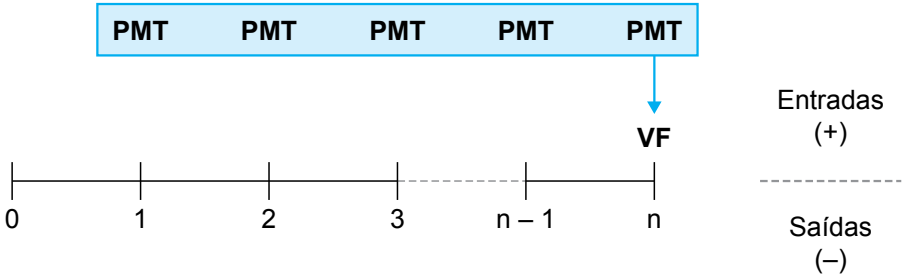 PMT PMT PMT PMT PMT
VF
Entradas
(+)
0 1 2 3 n – 1 n
Saídas
(–)